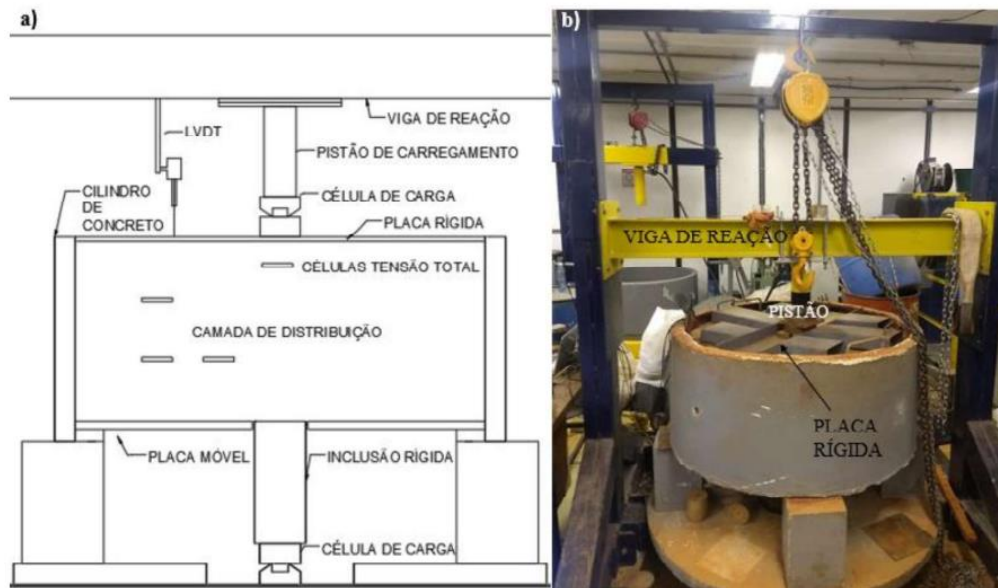 a)
VIGA DE REAÇÃO
LVDT
PISTÃO DE CARREGAMENTO
CÉLULA DE CARGA
CILINDRO
DE
CONCRETO
PLACA RÍGIDA
CÉLULAS TENSÃO TOTAL
CAMADA DE DISTRIBUIÇÃO
PLACA MÓVEL
INCLUSÃO RÍGIDA
CÉLULA DE CARGA
b)
VIGA DE REAÇÃO
PISTÃO
PLACA
RÍGIDA